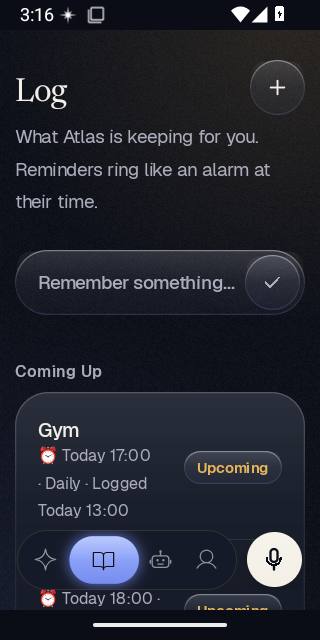 3:16
Log
What Atlas is keeping for you.
Reminders ring like an alarm at
their time.
Remember something...
Coming Up
Gym
⏰ Today 17:00
· Daily · Logged
Today 13:00
Upcoming
⏰ Today 18:00 ·
Upcoming